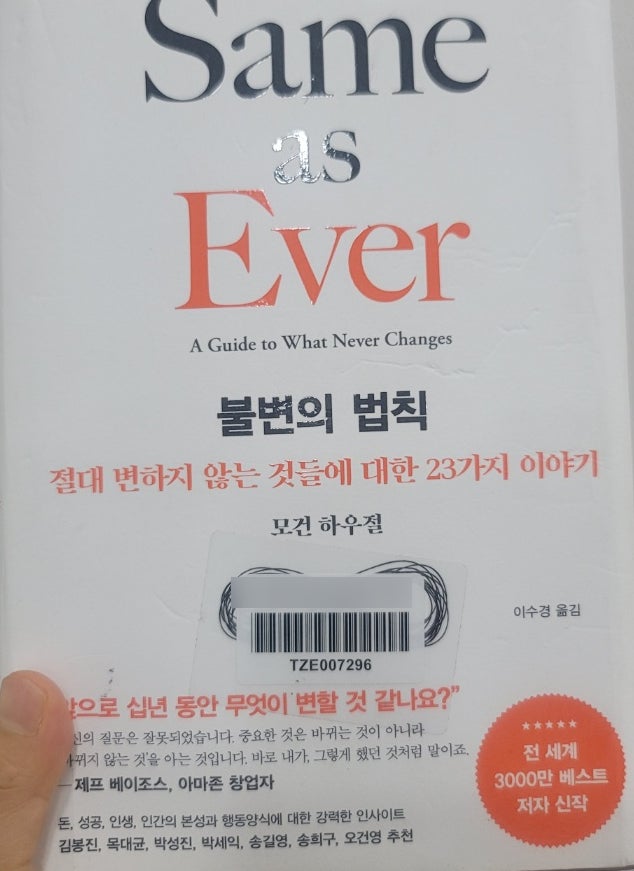 Same
as
Ever
A Guide to What Never Changes
불변의 법칙
절대 변하지 않는 것들에 대한 23가지 이야기
모건 하우절
이수경 옮김
TZE007296
앞으로 십년 동안 무엇이 변할 것 같나요?”
질문은 잘못되었습니다. 중요한 것은 바뀌는 것이 아니라
않는 것'을 아는 것입니다. 바로 내가, 그렇게 했던 것처럼 말이죠.
— 제프 베이조스, 아마존 창업자
돈, 성공, 인생, 인간의 본성과 행동양식에 대한 강력한 인사이트
김봉진, 목대균, 박성진, 박세익, 송길영, 송희구, 오건영 추천
★★★★★
전 세계
3000만 베스트
저자 신작